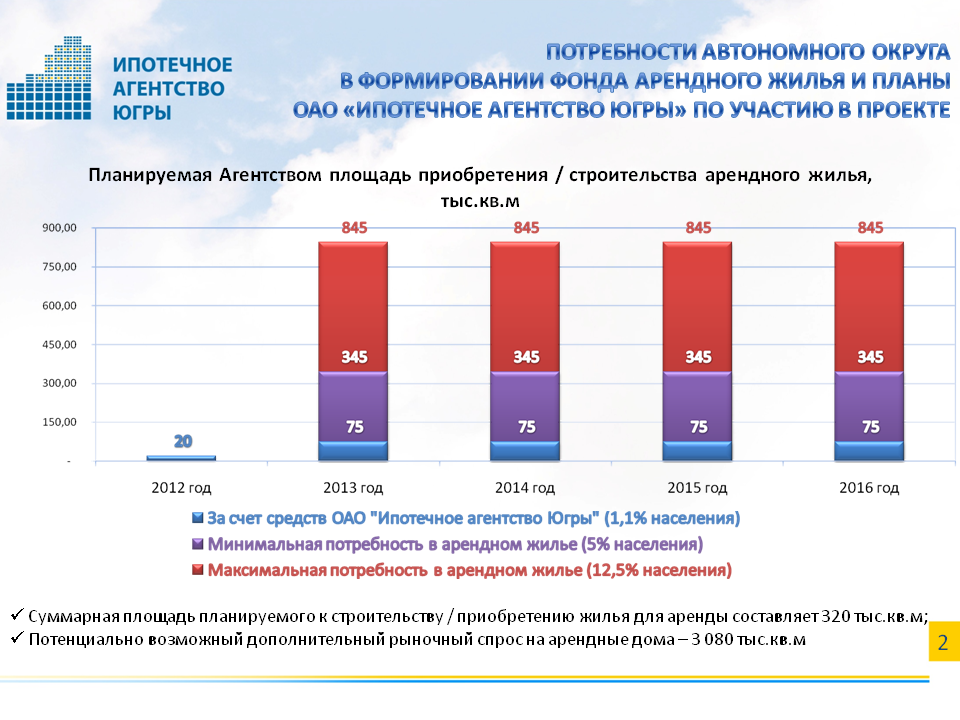 ИПОТЕЧНОЕ
АГЕНТСТВО
ЮГРЫ
ПОТРЕБНОСТИ АВТОНОМНОГО ОКРУГА
В ФОРМИРОВАНИИ ФОНДА АРЕНДНОГО ЖИЛЬЯ И ПЛАНЫ
ОАО «ИПОТЕЧНОЕ АГЕНТСТВО ЮГРЫ» ПО УЧАСТИЮ В ПРОЕКТЕ
Планируемая Агентством площадь приобретения / строительства арендного жилья,
тыс.кв.м
900,00
750,00
600,00
450,00
300,00
150,00
-
845 845 845 845
345 345 345 345
75 75 75 75
20
2012 год 2013 год 2014 год 2015 год 2016 год
За счет средств ОАО "Ипотечное агентство Югры" (1,1% населения)
Минимальная потребность в арендном жилье (5% населения)
Максимальная потребность в арендном жилье (12,5% населения)
✓ Суммарная площадь планируемого к строительству / приобретению жилья для аренды составляет 320 тыс.кв.м;
✓ Потенциально возможный дополнительный рыночный спрос на арендные дома – 3 080 тыс.кв.м
2